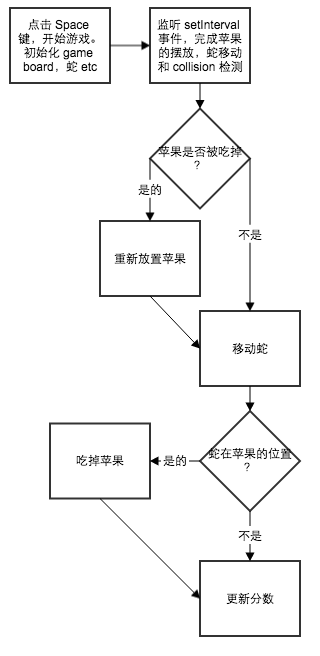 点击 Space
键，开始游戏。
初始化 game
board，蛇 etc
监听 setInterval
事件，完成苹果
的摆放，蛇移动
和 collision 检测
苹果是否被吃掉
？
是的
不是
重新放置苹果
移动蛇
蛇在苹果的位置
？
是的
吃掉苹果
不是
更新分数